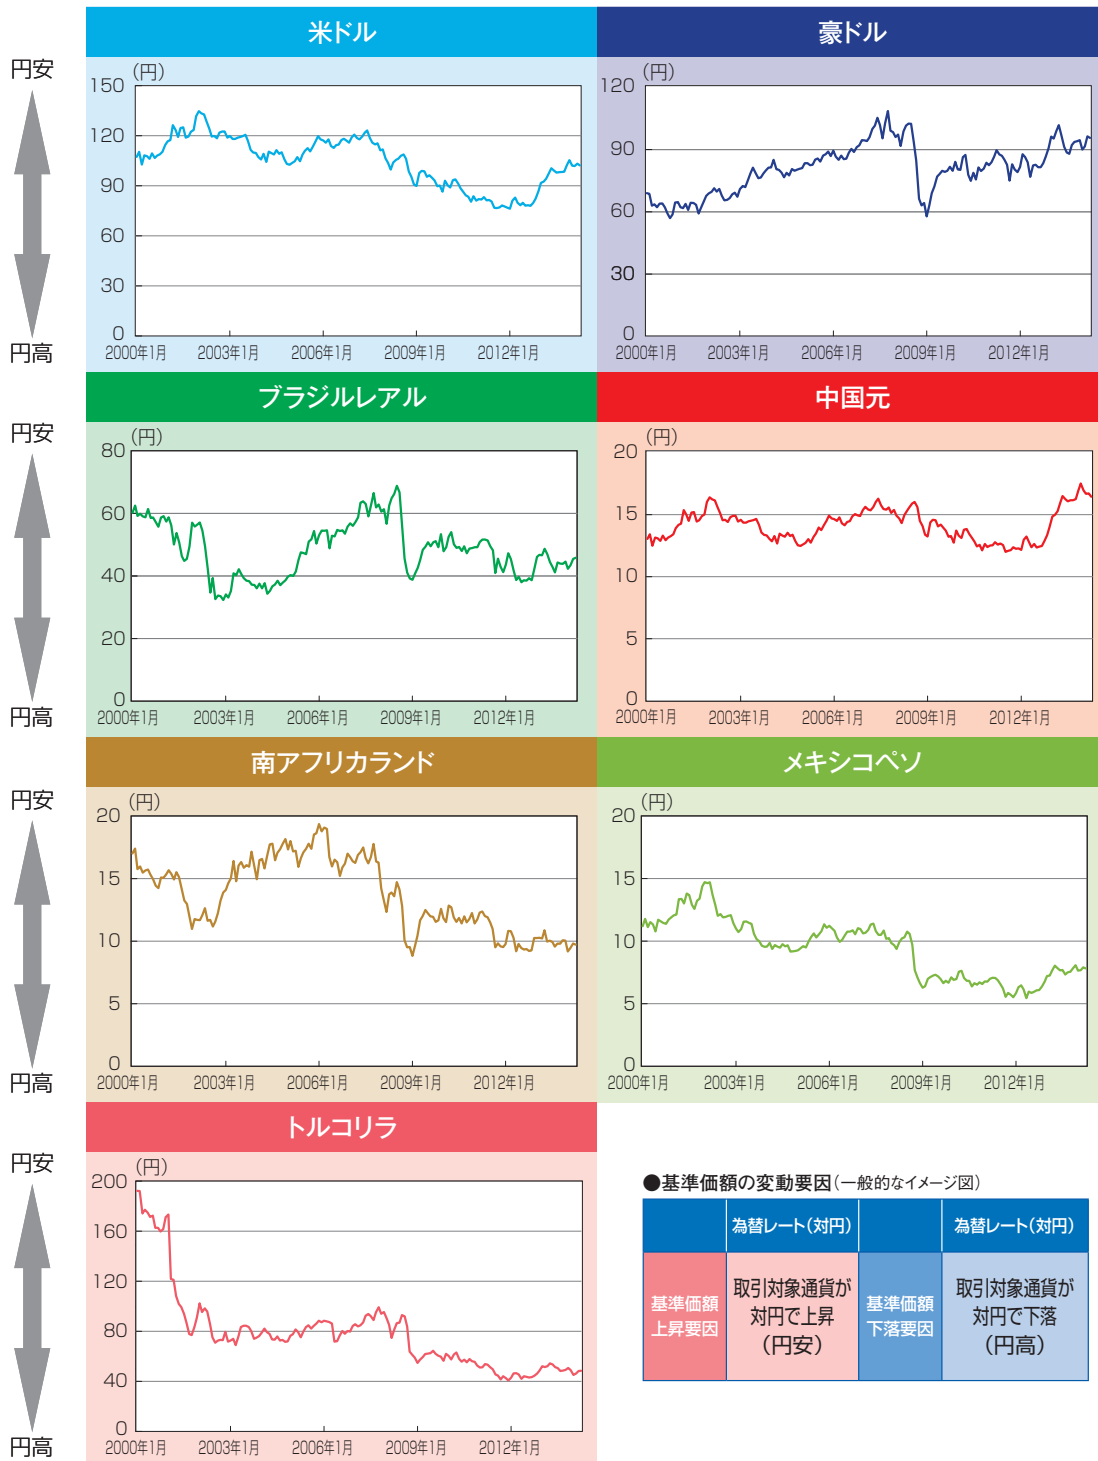 米ドル
豪ドル
円安
円高
(円)
150
120
90
60
30
0
2000年1月 2003年1月 2006年1月 2009年1月 2012年1月
(円)
120
90
60
30
0
2000年1月 2003年1月 2006年1月 2009年1月 2012年1月
ブラジルレアル
中国元
円安
円高
(円)
80
60
40
20
0
2000年1月 2003年1月 2006年1月 2009年1月 2012年1月
(円)
20
15
10
5
0
2000年1月 2003年1月 2006年1月 2009年1月 2012年1月
南アフリカランド
メキシコペソ
円安
円高
(円)
20
15
10
5
0
2000年1月 2003年1月 2006年1月 2009年1月 2012年1月
(円)
20
15
10
5
0
2000年1月 2003年1月 2006年1月 2009年1月 2012年1月
トルコリラ
円安
円高
(円)
200
160
120
80
40
0
2000年1月 2003年1月 2006年1月 2009年1月 2012年1月
●基準価額の変動要因(一般的なイメージ図)
為替レート(対円)
為替レート(対円)
基準価額
上昇要因
取引対象通貨が
対円で上昇
(円安)
基準価額
下落要因
取引対象通貨が
対円で下落
(円高)